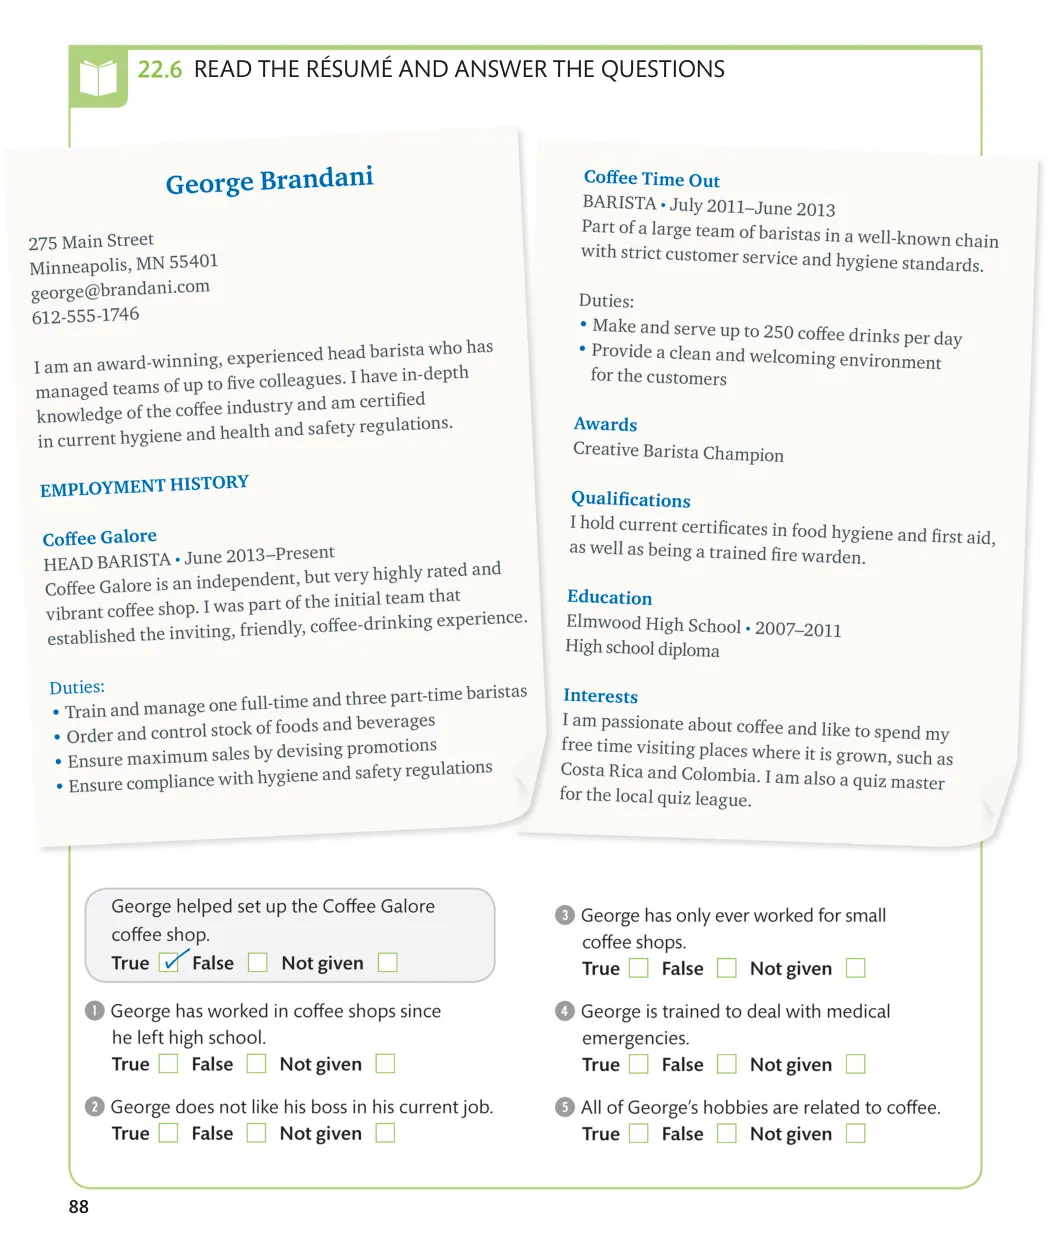 22.6 READ THE RÉSUMÉ AND ANSWER THE QUESTIONS
George Brandani
275 Main Street
Minneapolis, MN 55401
george@brandani.com
612-555-1746
I am an award-winning, experienced head barista who has
managed teams of up to five colleagues. I have in-depth
knowledge of the coffee industry and am certified
in current hygiene and health and safety regulations.
EMPLOYMENT HISTORY
Coffee Galore
HEAD BARISTA • June 2013–Present
Coffee Galore is an independent, but very highly rated and
vibrant coffee shop. I was part of the initial team that
established the inviting, friendly, coffee-drinking experience.
Duties:
• Train and manage one full-time and three part-time baristas
• Order and control stock of foods and beverages
• Ensure maximum sales by devising promotions
• Ensure compliance with hygiene and safety regulations
Coffee Time Out
BARISTA • July 2011–June 2013
Part of a large team of baristas in a well-known chain
with strict customer service and hygiene standards.
Duties:
• Make and serve up to 250 coffee drinks per day
• Provide a clean and welcoming environment
for the customers
Awards
Creative Barista Champion
Qualifications
I hold current certificates in food hygiene and first aid,
as well as being a trained fire warden.
Education
Elmwood High School • 2007–2011
High school diploma
Interests
I am passionate about coffee and like to spend my
free time visiting places where it is grown, such as
Costa Rica and Colombia. I am also a quiz master
for the local quiz league.
George helped set up the Coffee Galore
coffee shop.
True ✓ False Not given
1 George has worked in coffee shops since
he left high school.
True False Not given
2 George does not like his boss in his current job.
True False Not given
3 George has only ever worked for small
coffee shops.
True False Not given
4 George is trained to deal with medical
emergencies.
True False Not given
5 All of George's hobbies are related to coffee.
True False Not given
88